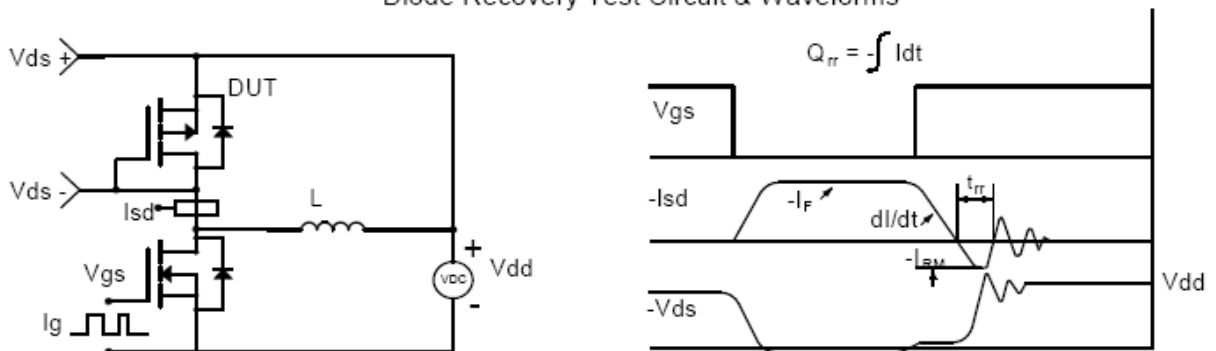 Diode Recovery Test Circuit & Waveforms
Vds +
DUT
Vds -
Isd
L
Vgs
Ig
+
VDC
-
Vdd
Qrr = -∫ Idt
Vgs
-Isd
-IF
dI/dt
trr
-IRM
Vdd
-Vds